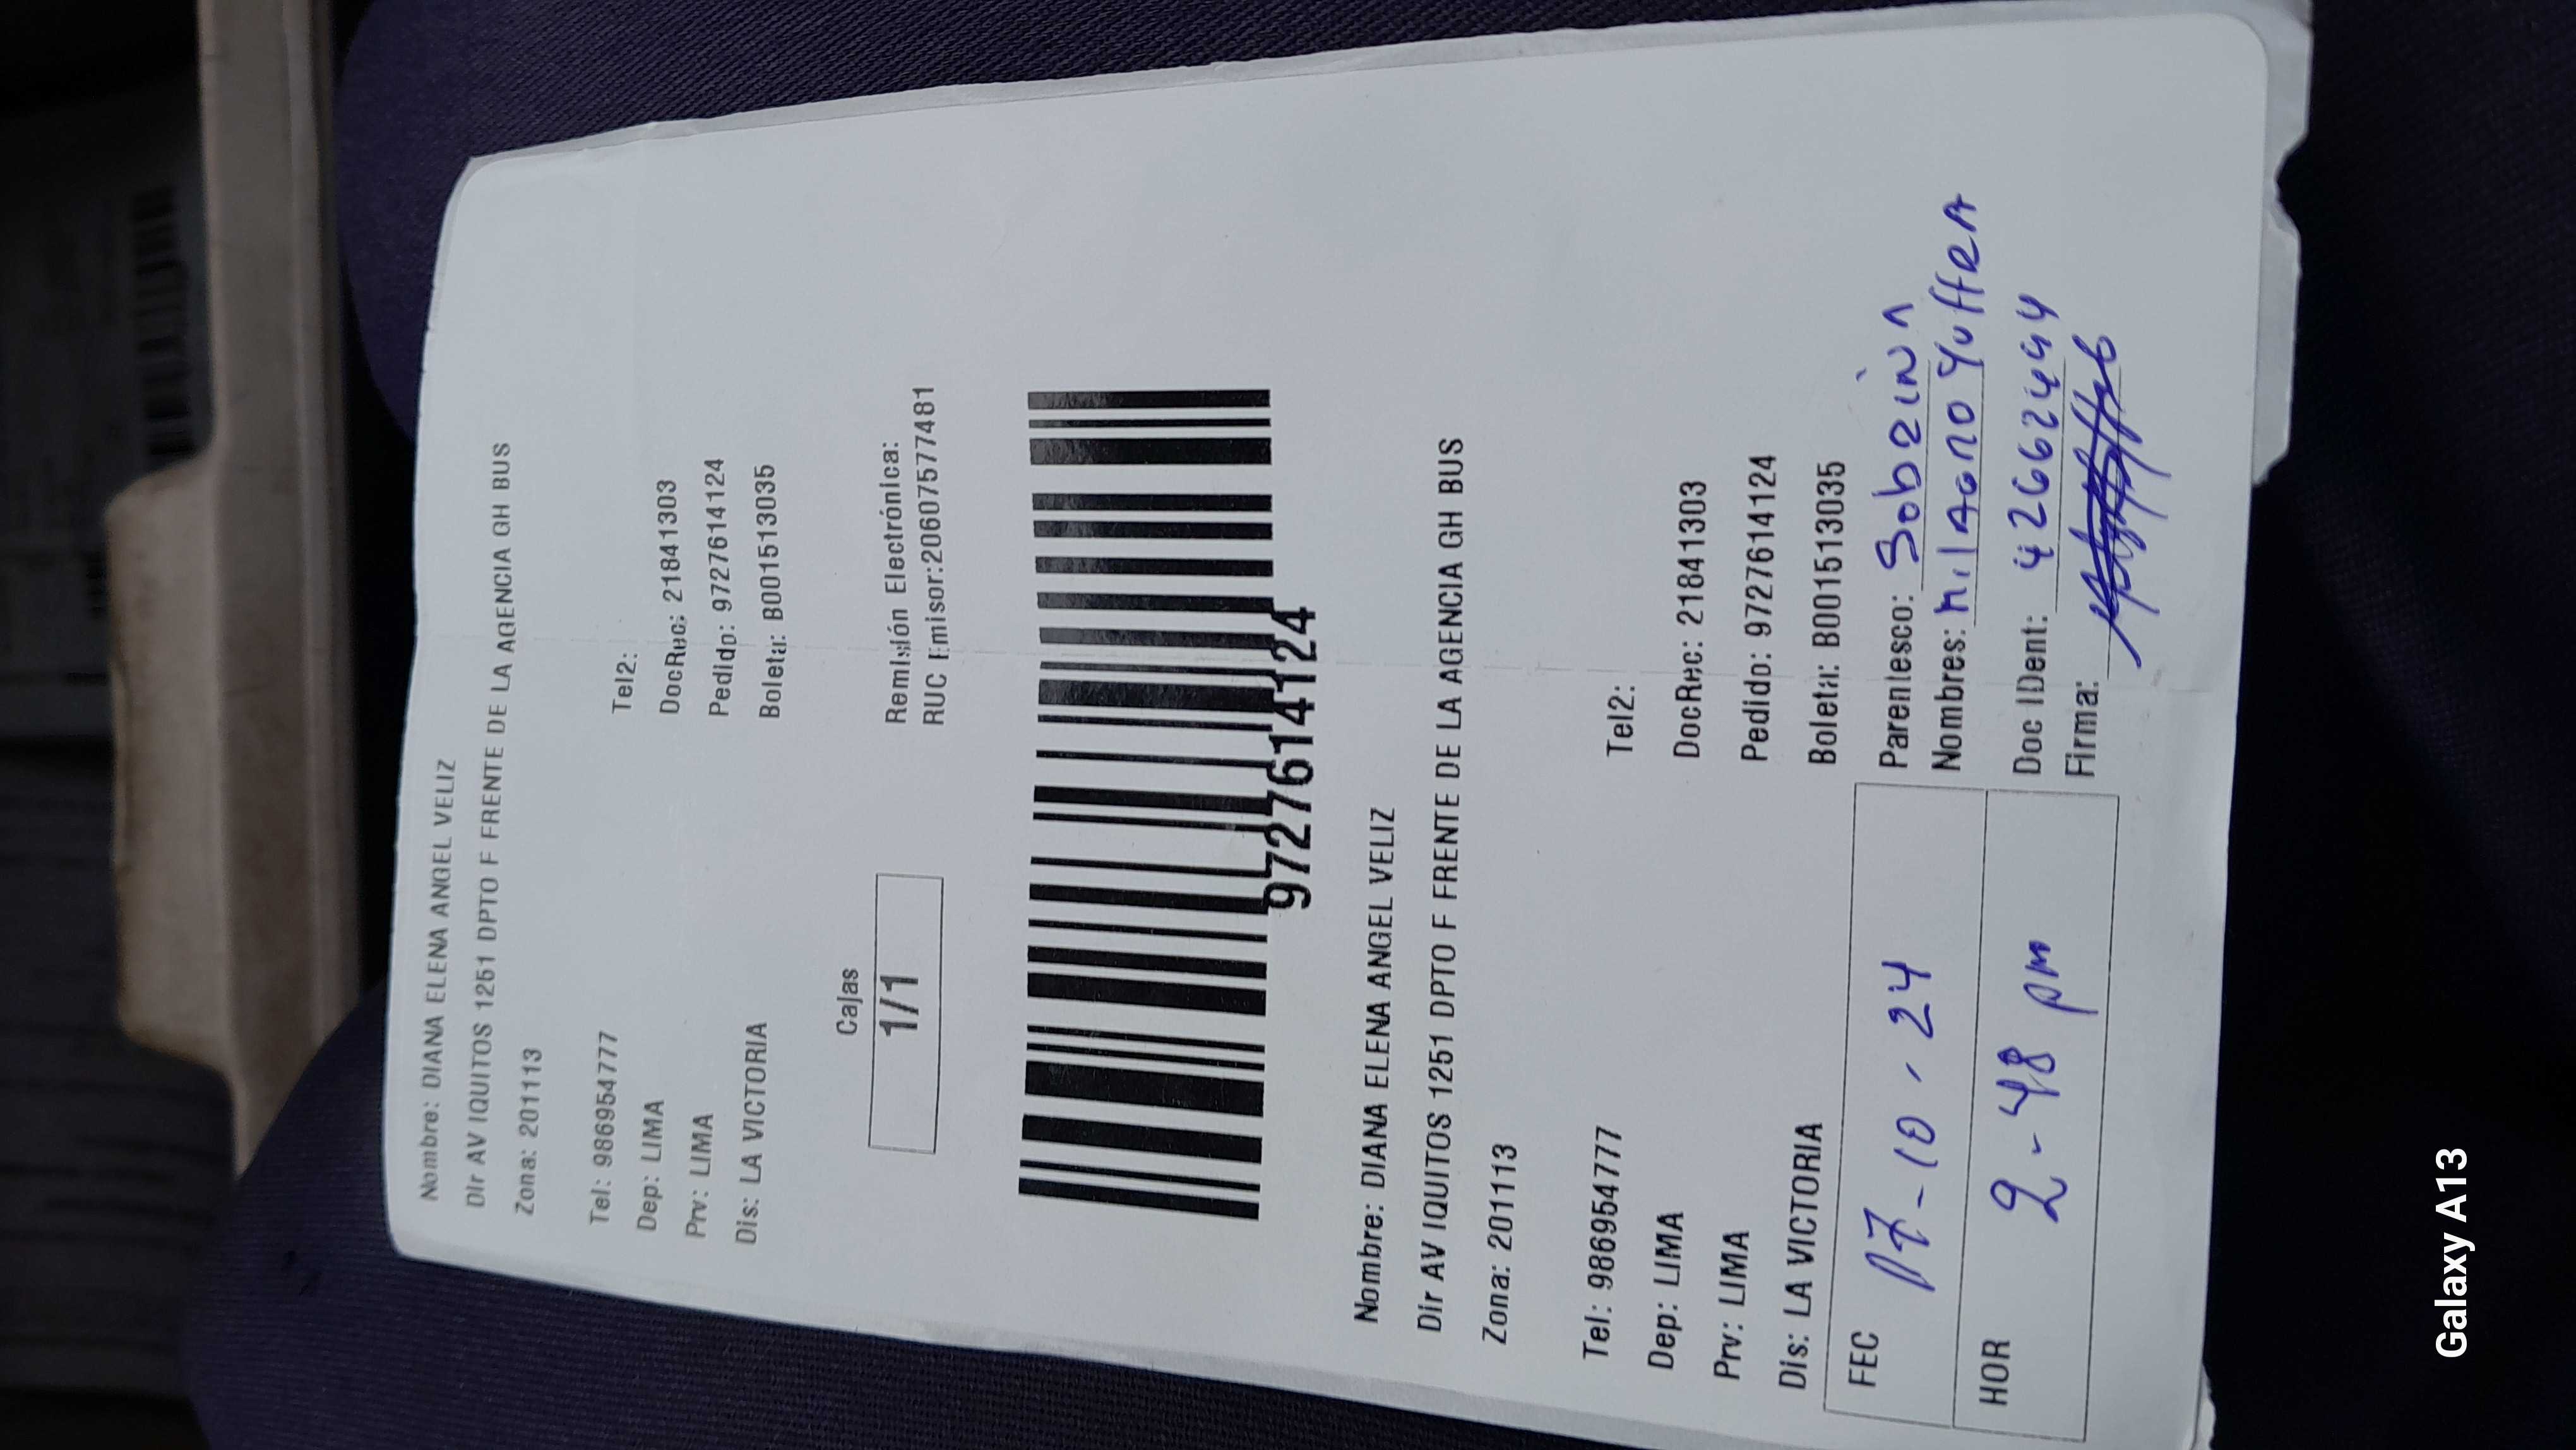 Nombre: DIANA ELENA ANGEL VELIZ
Dir AV IQUITOS 1251 DPTO F FRENTE DE LA AGENCIA GH BUS
Zona: 201113
Tel: 986954777
Tel2:
Dep: LIMA
DocRec: 21841303
Prv: LIMA
Pedido: 9727614124
Dis: LA VICTORIA
Boleta: B001513035
Cajas
1/1
Remisión Electrónica:
RUC Emisor:20607577481
9727614124
Nombre: DIANA ELENA ANGEL VELIZ
Dir AV IQUITOS 1251 DPTO F FRENTE DE LA AGENCIA GH BUS
Zona: 201113
Tel: 986954777
Tel2:
Dep: LIMA
DocRec: 21841303
Prv: LIMA
Pedido: 9727614124
Dis: LA VICTORIA
Boleta: B001513035
FEC 17-10-24
Parentesco: Sobrina
Nombres:
HOR 2-48 pm
Doc IDent: 42662494
Firma:
Galaxy A13